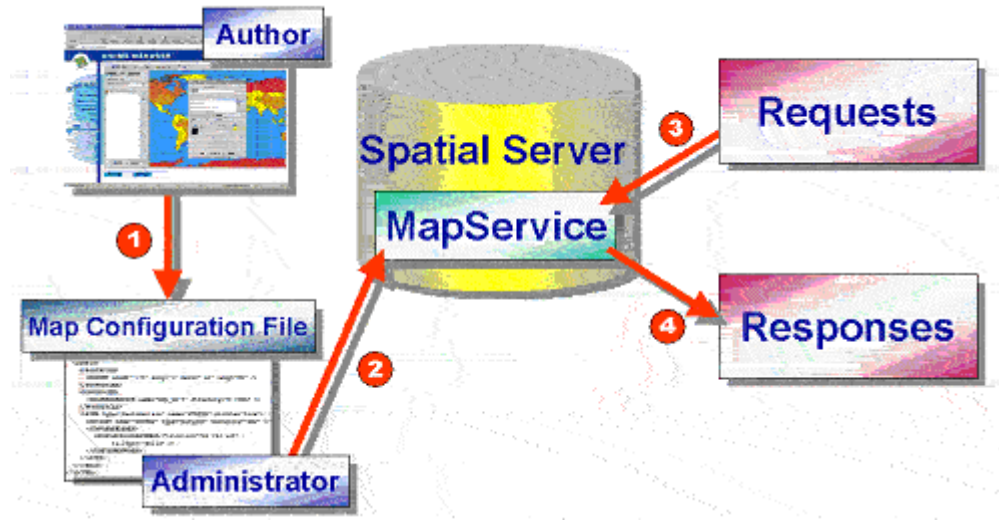 Author
Spatial Server
MapService
Requests
Responses
1
2
3
4
Map Configuration File
Administrator